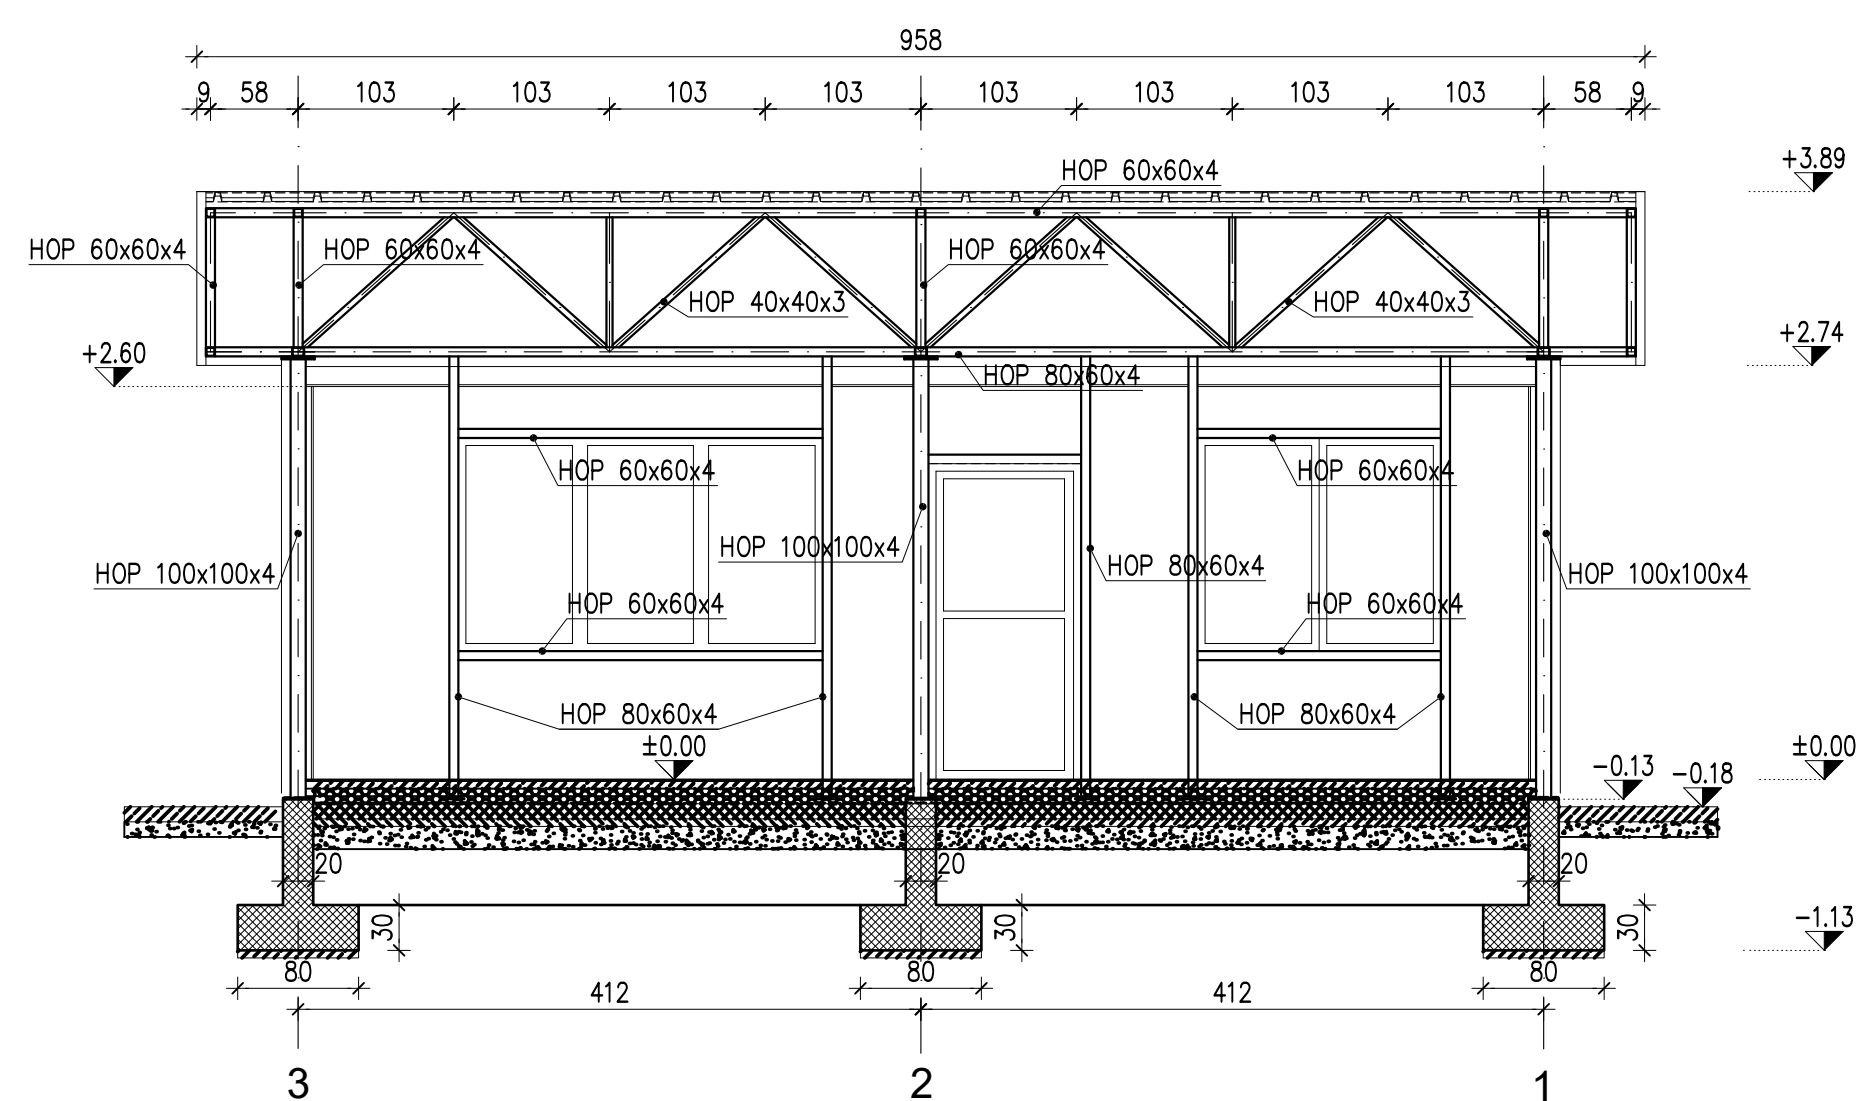 958
9 58 103 103 103 103 103 103 103 103 58 9
+3.89
HOP 60x60x4
HOP 60x60x4 HOP 60x60x4 HOP 60x60x4
HOP 40x40x3 HOP 40x40x3
+2.74
+2.60
HOP 80x60x4
HOP 60x60x4 HOP 60x60x4
HOP 100x100x4 HOP 80x60x4
HOP 100x100x4 HOP 100x100x4
HOP 60x60x4 HOP 60x60x4
HOP 80x60x4 HOP 80x60x4
±0.00 ±0.00
-0.13 -0.18
20 20 20
30 30 30 -1.13
80 80 80
412 412
3 2 1